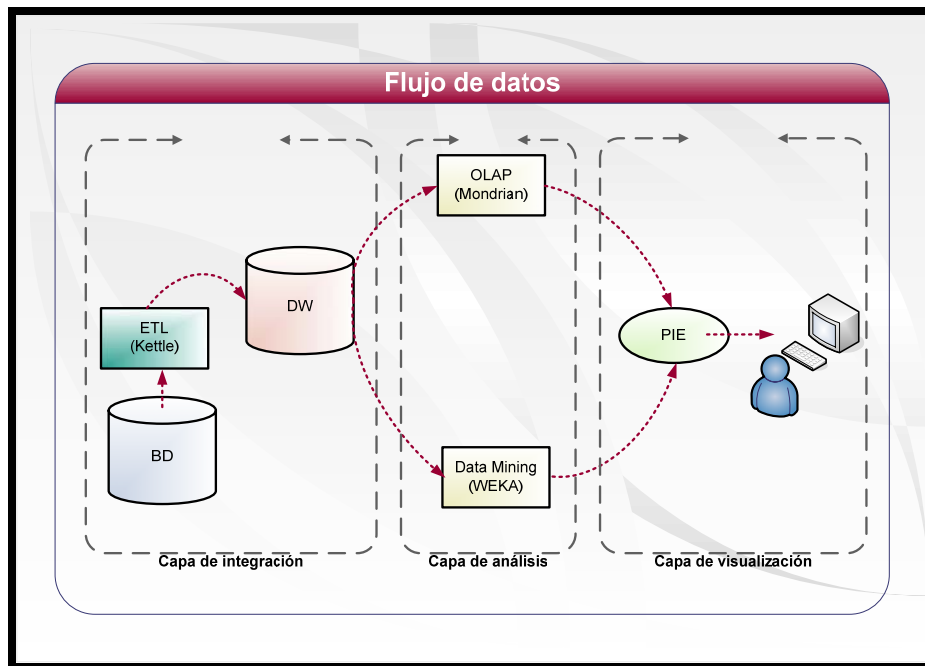 Flujo de datos
OLAP
(Mondrian)
DW
ETL
(Kettle)
PIE
BD
Data Mining
(WEKA)
Capa de integración
Capa de análisis
Capa de visualización